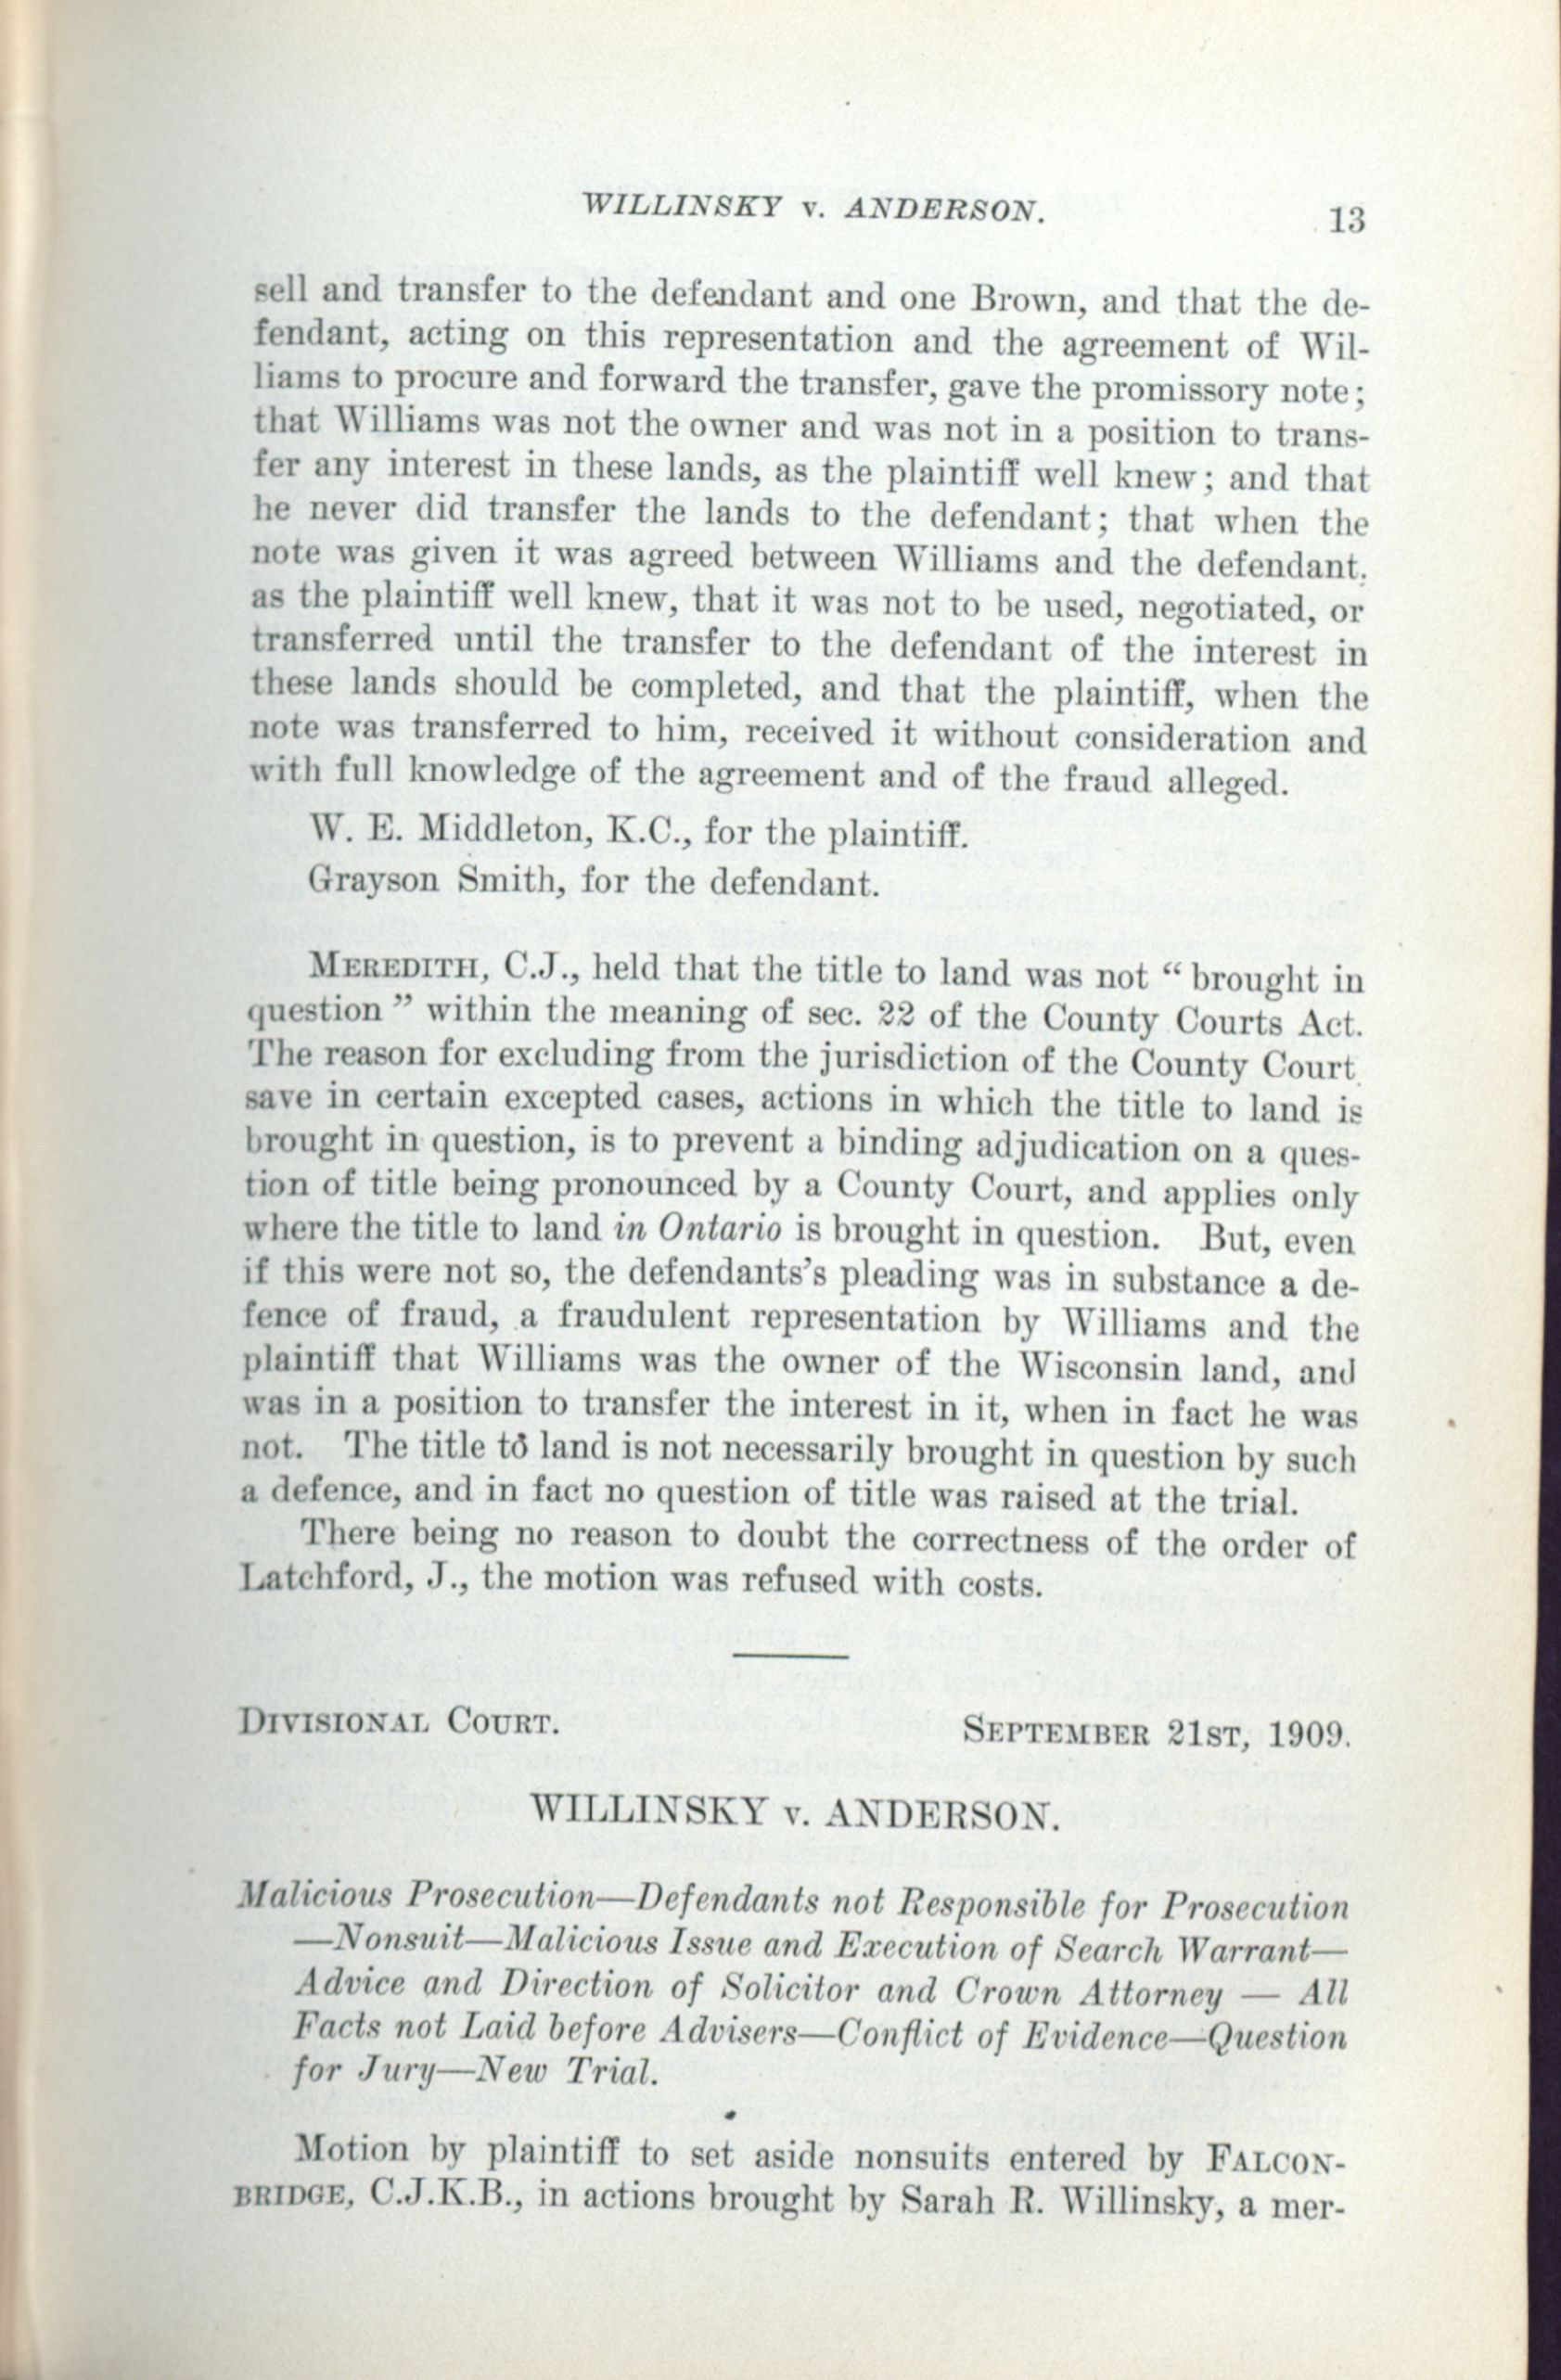 WILLINSKY v. ANDERSON.
13
sell and transfer to the defendant and one Brown, and that the de-
fendant, acting on this representation and the agreement of Wil-
liams to procure and forward the transfer, gave the promissory note;
that Williams was not the owner and was not in a position to trans-
fer any interest in these lands, as the plaintiff well knew; and that
he never did transfer the lands to the defendant; that when the
note was given it was agreed between Williams and the defendant,
as the plaintiff well knew, that it was not to be used, negotiated, or
transferred until the transfer to the defendant of the interest in
these lands should be completed, and that the plaintiff, when the
note was transferred to him, received it without consideration and
with full knowledge of the agreement and of the fraud alleged.
W. E. Middleton, K.C., for the plaintiff.
Grayson Smith, for the defendant.
MEREDITH, C.J., held that the title to land was not “ brought in
question ” within the meaning of sec. 22 of the County Courts Act.
The reason for excluding from the jurisdiction of the County Court
save in certain excepted cases, actions in which the title to land is
brought in question, is to prevent a binding adjudication on a ques-
tion of title being pronounced by a County Court, and applies only
where the title to land in Ontario is brought in question. But, even
if this were not so, the defendants's pleading was in substance a de-
fence of fraud, a fraudulent representation by Williams and the
plaintiff that Williams was the owner of the Wisconsin land, and
was in a position to transfer the interest in it, when in fact he was
not. The title to land is not necessarily brought in question by such
a defence, and in fact no question of title was raised at the trial.
There being no reason to doubt the correctness of the order of
Latchford, J., the motion was refused with costs.
DIVISIONAL COURT.
SEPTEMBER 21ST, 1909.
WILLINSKY v. ANDERSON.
Malicious Prosecution—Defendants not Responsible for Prosecution
—Nonsuit—Malicious Issue and Execution of Search Warrant—
Advice and Direction of Solicitor and Crown Attorney — All
Facts not Laid before Advisers—Conflict of Evidence—Question
for Jury—New Trial.
Motion by plaintiff to set aside nonsuits entered by FALCON-
BRIDGE, C.J.K.B., in actions brought by Sarah R. Willinsky, a mer-